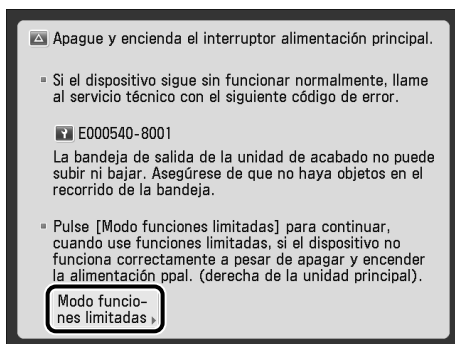 Apague y encienda el interruptor alimentación principal.
Si el dispositivo sigue sin funcionar normalmente, llame
al servicio técnico con el siguiente código de error.
E000540-8001
La bandeja de salida de la unidad de acabado no puede
subir ni bajar. Asegúrese de que no haya objetos en el
recorrido de la bandeja.
Pulse [Modo funciones limitadas] para continuar,
cuando use funciones limitadas, si el dispositivo no
funciona correctamente a pesar de apagar y encender
la alimentación ppal. (derecha de la unidad principal).
Modo funcio-
nes limitadas